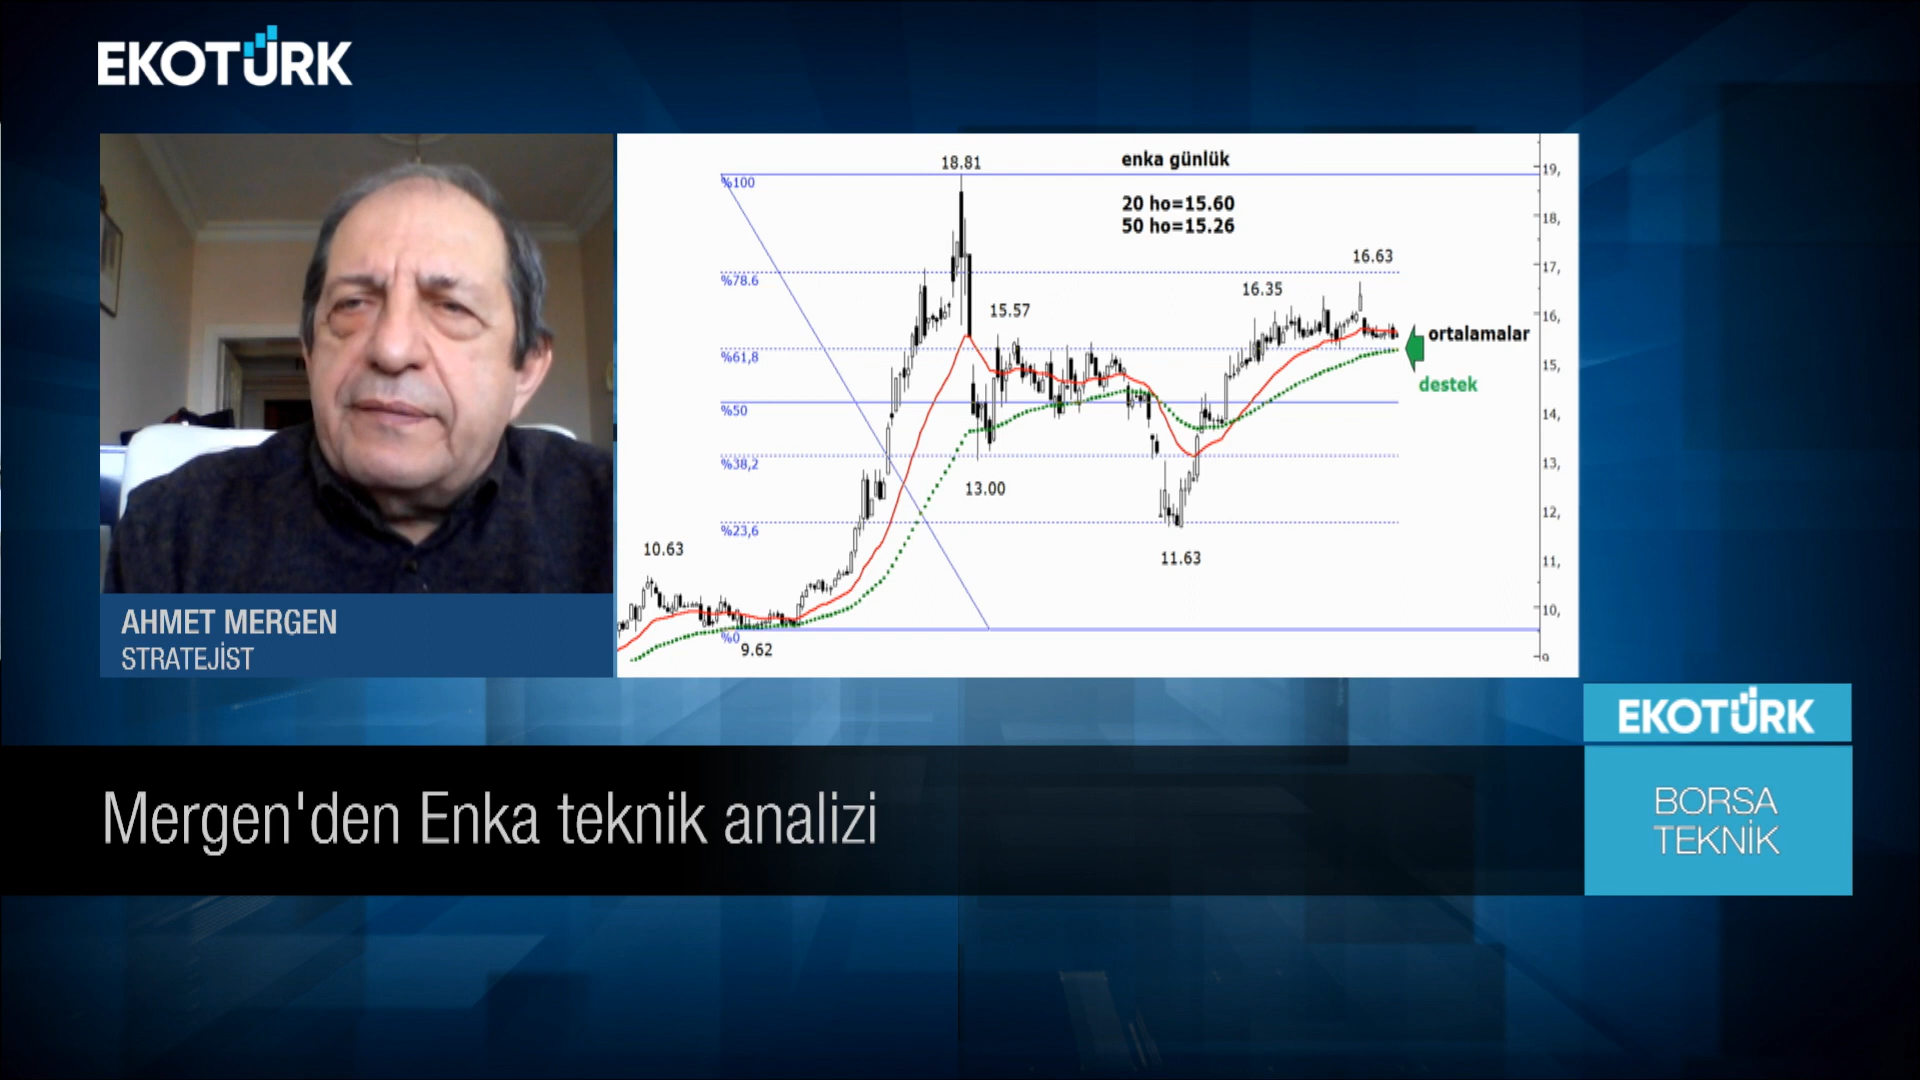 EKOTÜRK
18.81
enka günlük
%100
20 ho=15.60
50 ho=15.26
16.63
%78.6
16.35
15.57
ortalamalar
%61,8
destek
%50
%38,2
13.00
%23,6
10.63
11.63
%0
9.62
19,
18,
17,
16,
15,
14,
13,
12,
11,
10,
9
AHMET MERGEN
STRATEJİST
EKOTÜRK
Mergen'den Enka teknik analizi
BORSA
TEKNİK